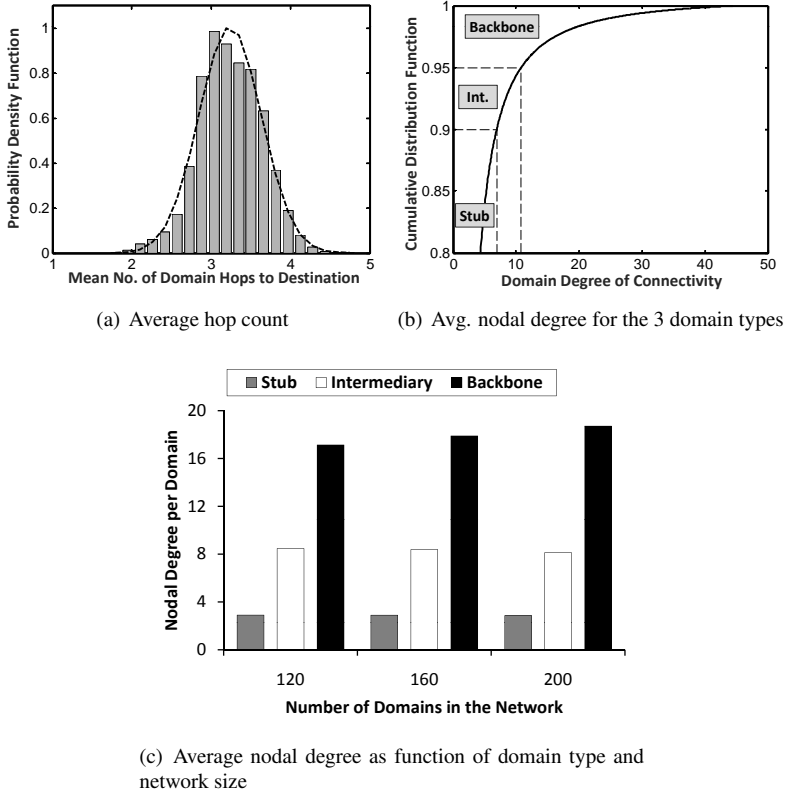 Probability Density Function
1
0.8
0.6
0.4
0.2
0
1 2 3 4 5
Mean No. of Domain Hops to Destination
(a) Average hop count
Cumulative Distribution Function
1
0.95
0.9
0.85
0.8
Backbone
Int.
Stub
0 10 20 30 40 50
Domain Degree of Connectivity
(b) Avg. nodal degree for the 3 domain types
Stub Intermediary Backbone
Nodal Degree per Domain
20
16
12
8
4
0
120 160 200
Number of Domains in the Network
(c) Average nodal degree as function of domain type and
network size